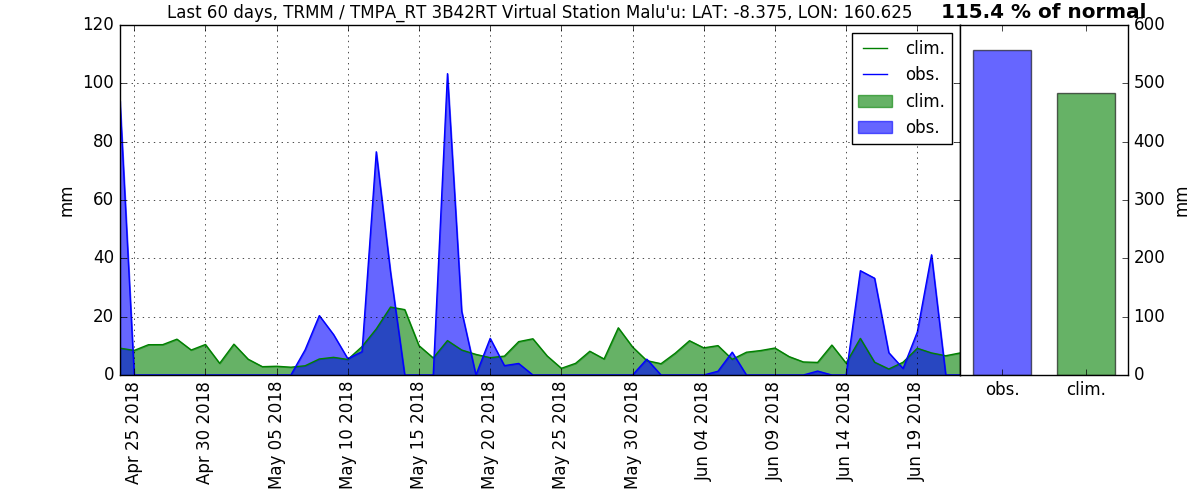 Last 60 days, TRMM / TMPA_RT 3B42RT Virtual Station Malu'u: LAT: -8.375, LON: 160.625
115.4 % of normal
120
100
80
60
40
20
0
mm
clim.
obs.
clim.
obs.
600
500
400
300
200
100
0
mm
Apr 25 2018
Apr 30 2018
May 05 2018
May 10 2018
May 15 2018
May 20 2018
May 25 2018
May 30 2018
Jun 04 2018
Jun 09 2018
Jun 14 2018
Jun 19 2018
obs.
clim.